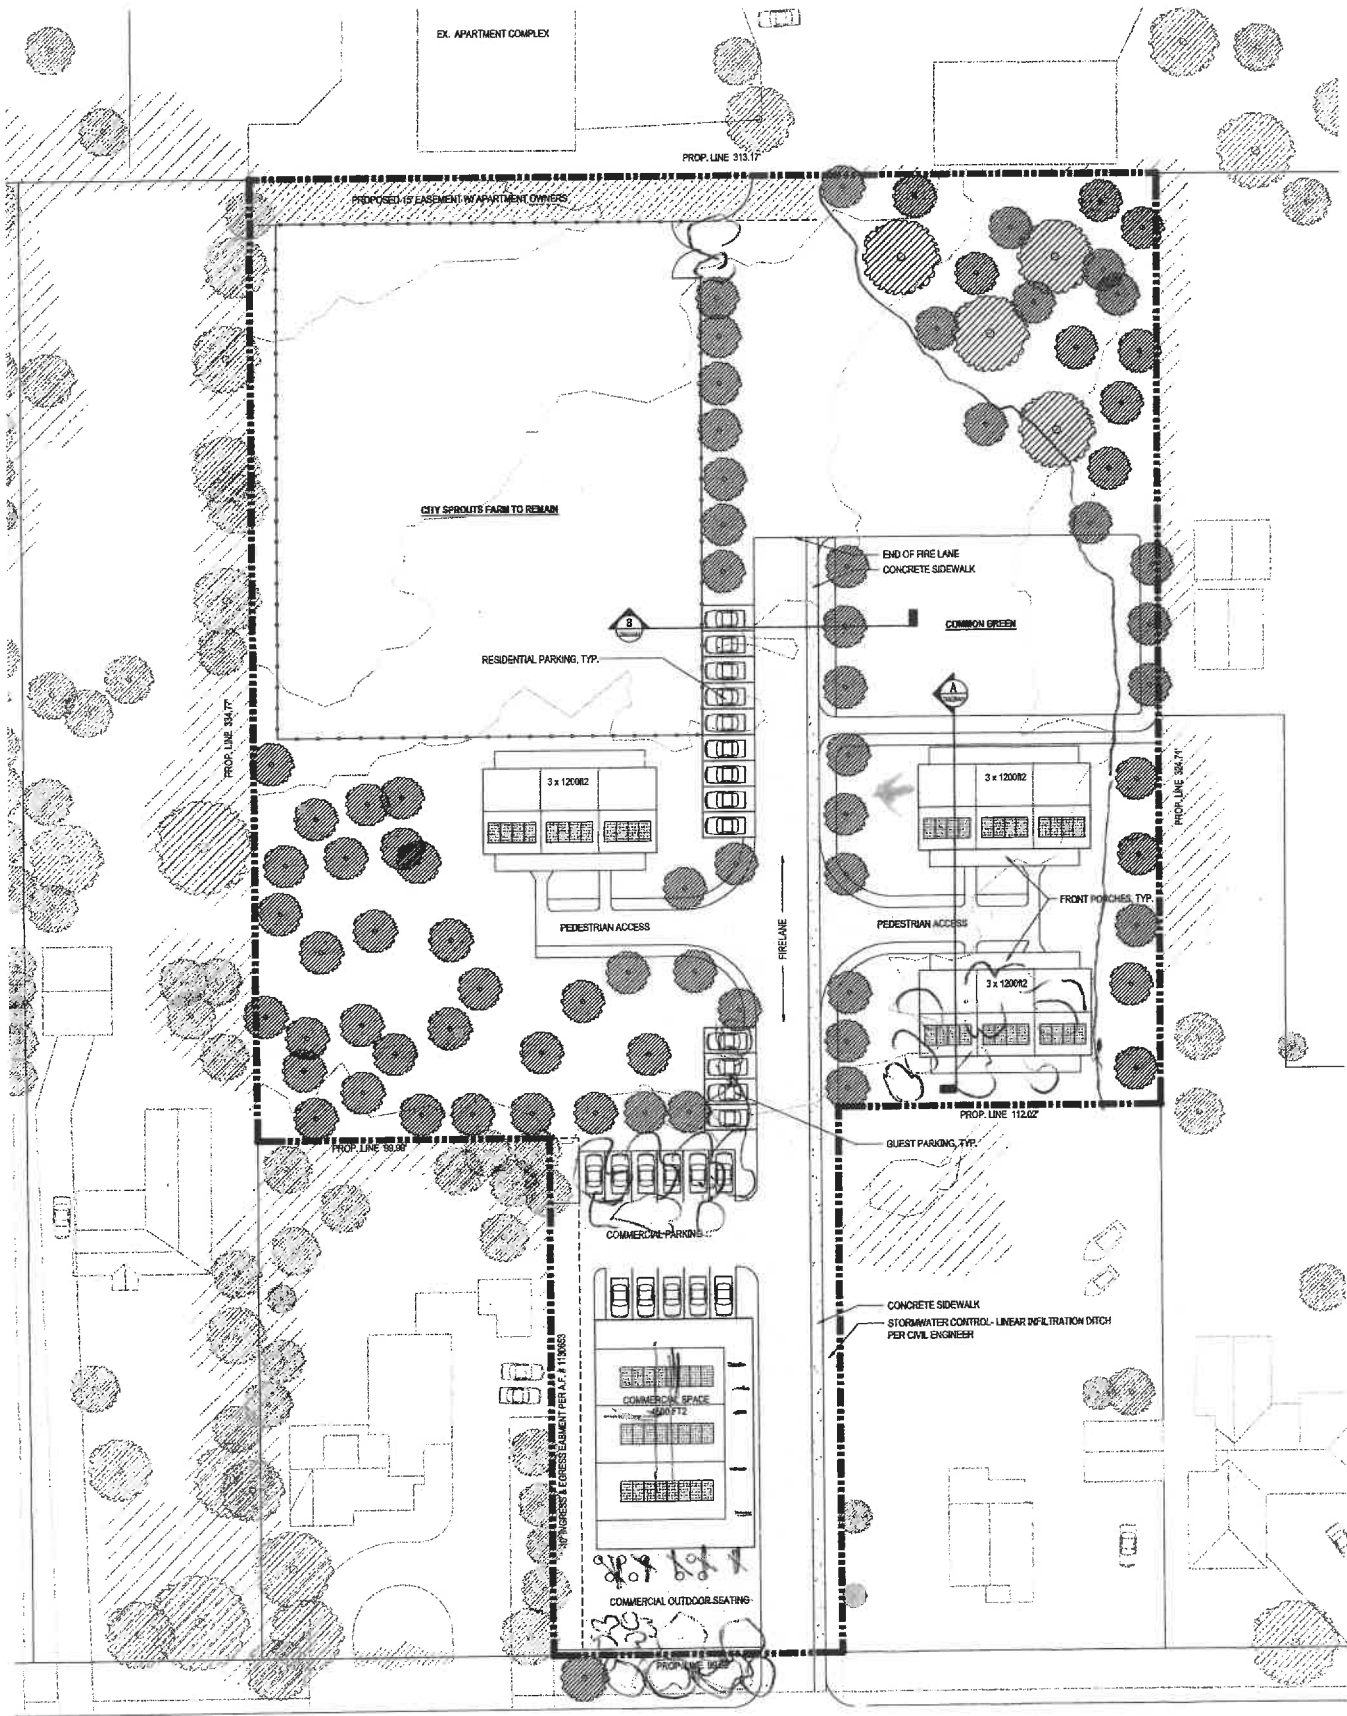 EX. APARTMENT COMPLEX
PROP. LINE 313.17'
PROPOSED 15' EASEMENT W/ APARTMENT OWNERS
CITY SPROUTS FARM TO REMAIN
END OF FIRE LANE
CONCRETE SIDEWALK
B
COMMON GREEN
RESIDENTIAL PARKING, TYP.
A
PROP. LINE 334.77'
PROP. LINE 324.71'
3 x 1200ft2
3 x 1200ft2
FRONT PORCHES, TYP.
PEDESTRIAN ACCESS
PEDESTRIAN ACCESS
FIRELANE
3 x 1200ft2
PROP. LINE 112.02'
PROP. LINE 99.98'
GUEST PARKING, TYP.
COMMERCIAL PARKING
CONCRETE SIDEWALK
STORMWATER CONTROL- LINEAR INFILTRATION DITCH
PER CIVIL ENGINEER
INGRESS & EGRESS EASMENT PER A.F. # 1130653
COMMERCIAL SPACE
COMMERCIAL OUTDOOR SEATING
PROP. LINE